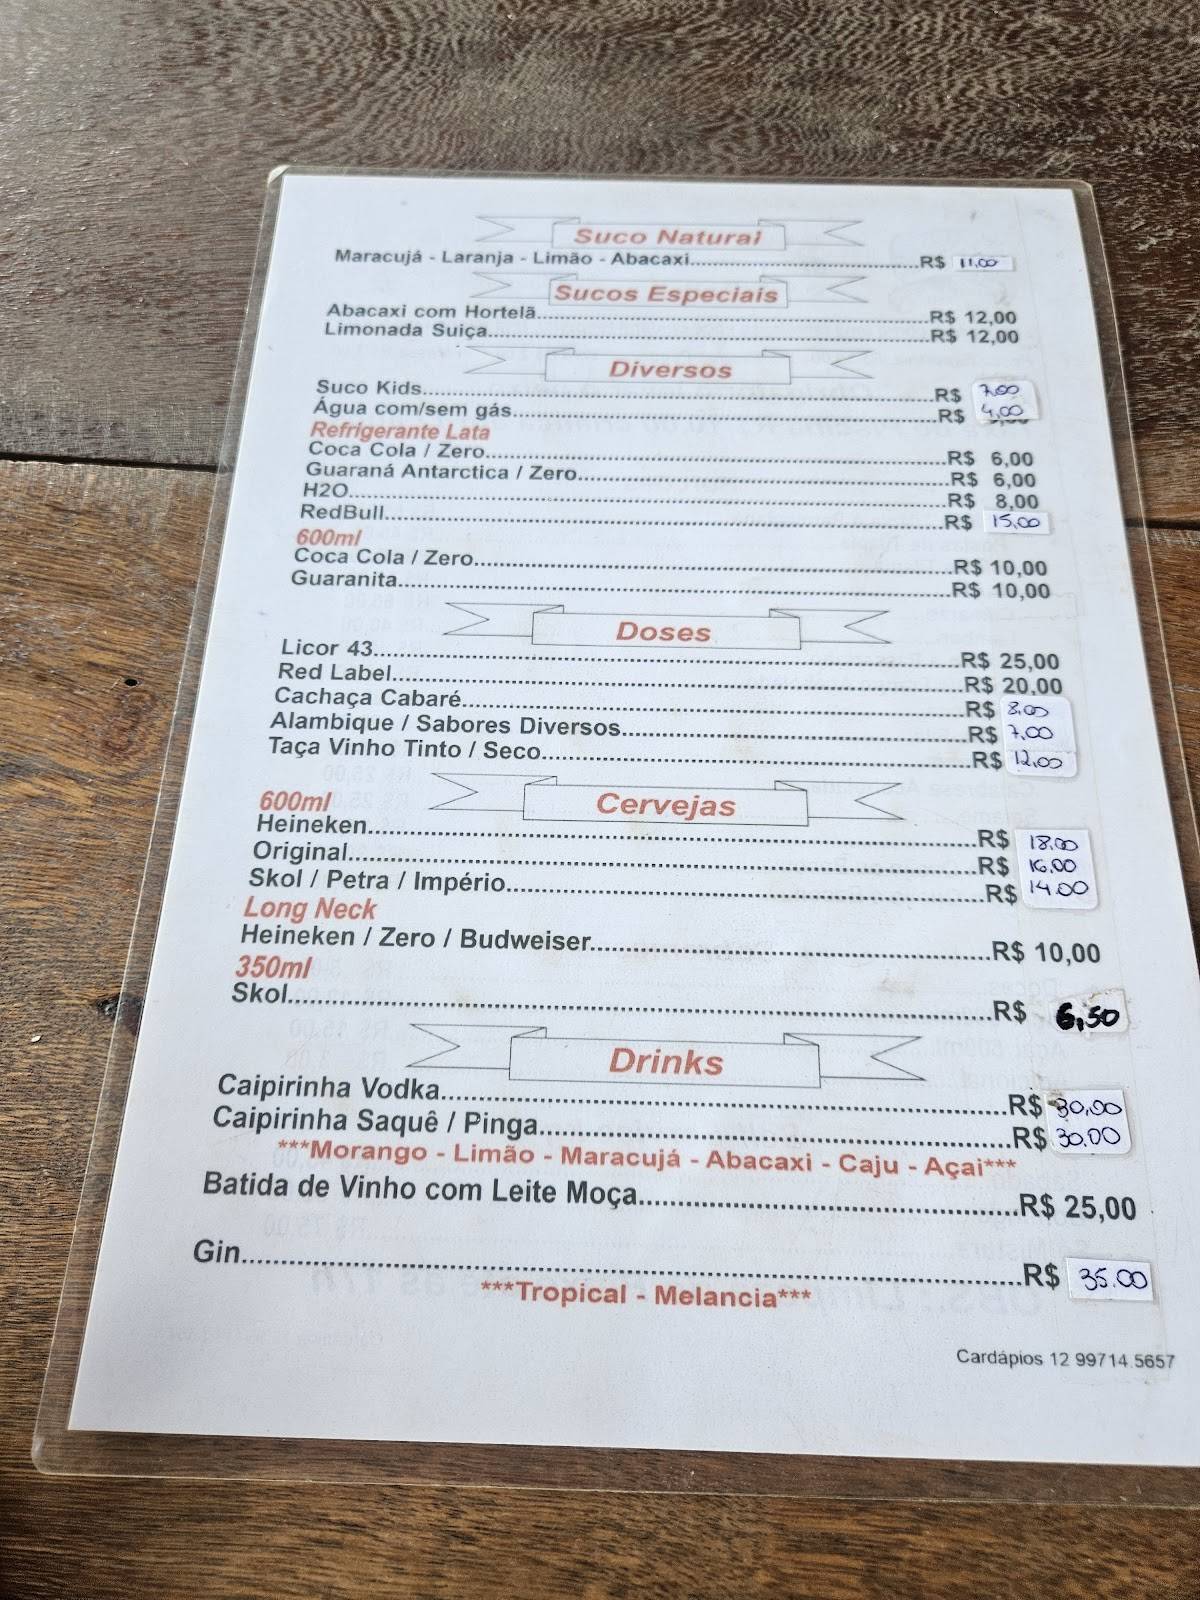 Suco Natural
Maracujá - Laranja - Limão - Abacaxi..........R$ 11,00
Sucos Especiais
Abacaxi com Hortelã..........R$ 12,00
Limonada Suiça..........R$ 12,00
Diversos
Suco Kids..........R$ 7,00
Água com/sem gás..........R$ 4,00
Refrigerante Lata
Coca Cola / Zero..........R$ 6,00
Guaraná Antarctica / Zero..........R$ 6,00
H2O..........R$ 8,00
RedBull..........R$ 15,00
600ml
Coca Cola / Zero..........R$ 10,00
Guaranita..........R$ 10,00
Doses
Licor 43..........R$ 25,00
Red Label..........R$ 20,00
Cachaça Cabaré..........R$ 8,00
Alambique / Sabores Diversos..........R$ 7,00
Taça Vinho Tinto / Seco..........R$ 12,00
Cervejas
600ml
Heineken..........R$ 18,00
Original..........R$ 16,00
Skol / Petra / Império..........R$ 14,00
Long Neck
Heineken / Zero / Budweiser..........R$ 10,00
350ml
Skol..........R$ 6,50
Drinks
Caipirinha Vodka..........R$ 30,00
Caipirinha Saquê / Pinga..........R$ 30,00
***Morango - Limão - Maracujá - Abacaxi - Caju - Açai***
Batida de Vinho com Leite Moça..........R$ 25,00
Gin..........R$ 35,00
***Tropical - Melancia***
Cardápios 12 99714.5657